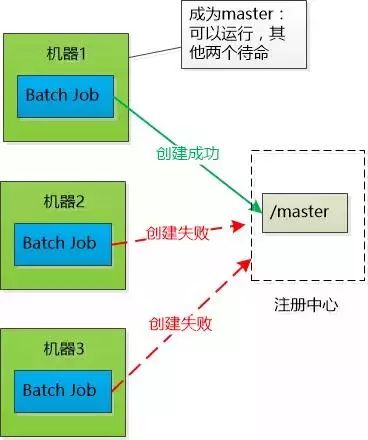 成为master：
可以运行，其
他两个待命
机器1
Batch Job
创建成功
机器2
Batch Job
创建失败
/master
注册中心
机器3
Batch Job
创建失败